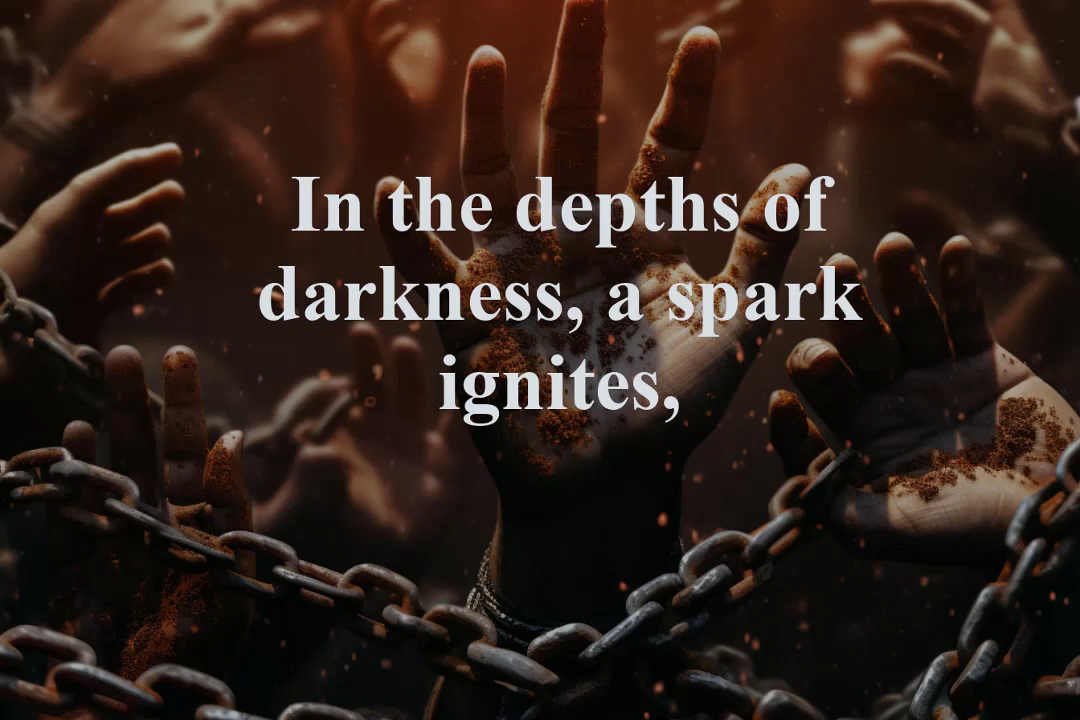 In the depths of
darkness, a spark
ignites,